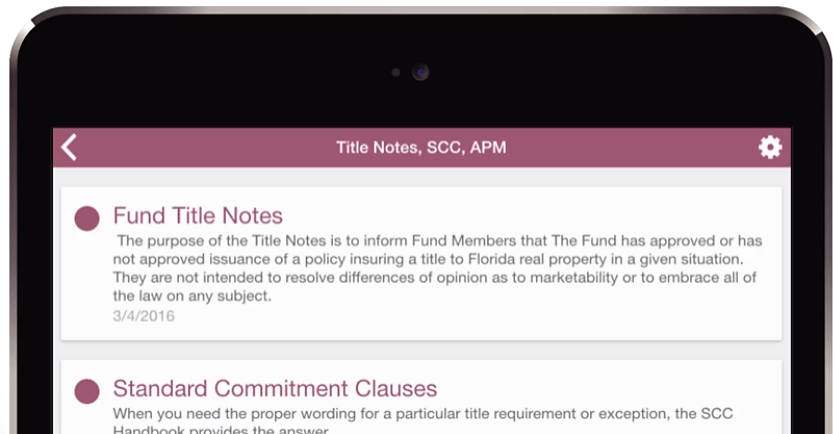 Title Notes, SCC, APM
Fund Title Notes
The purpose of the Title Notes is to inform Fund Members that The Fund has approved or has
not approved issuance of a policy insuring a title to Florida real property in a given situation.
They are not intended to resolve differences of opinion as to marketability or to embrace all of
the law on any subject.
3/4/2016
Standard Commitment Clauses
When you need the proper wording for a particular title requirement or exception, the SCC
Handbook provides the answer